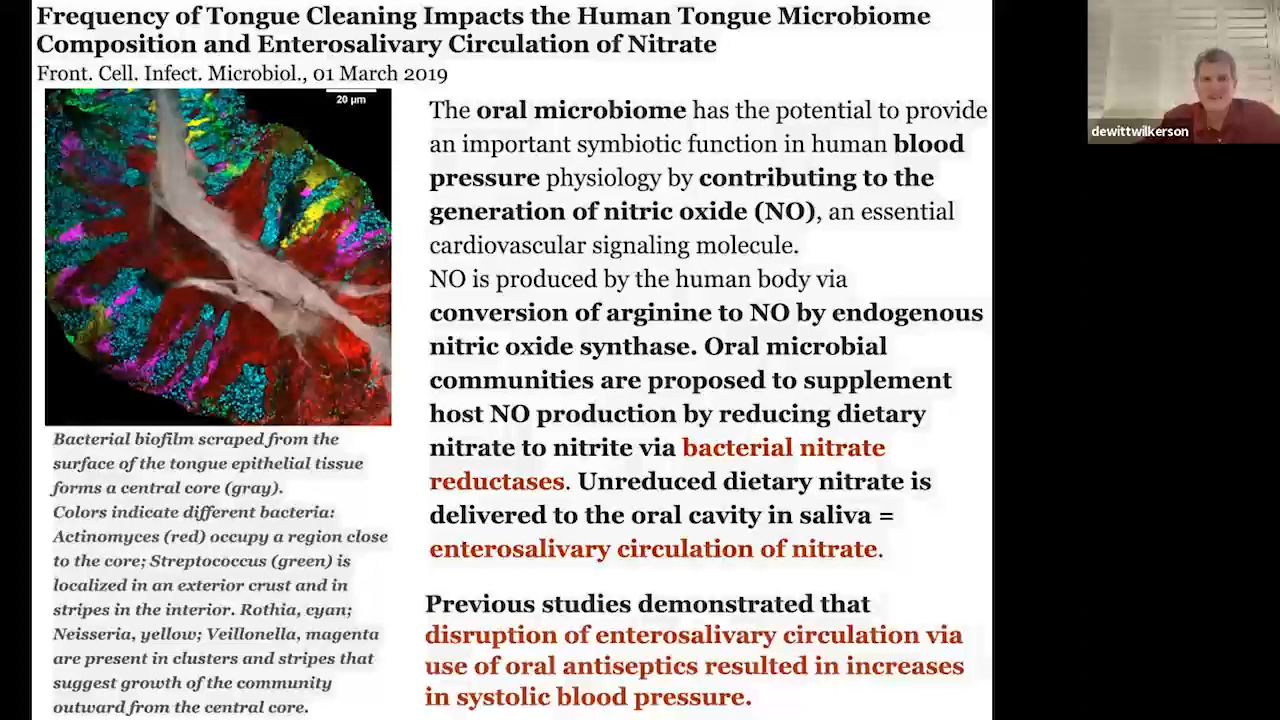 Frequency of Tongue Cleaning Impacts the Human Tongue Microbiome
Composition and Enterosalivary Circulation of Nitrate
Front. Cell. Infect. Microbiol., 01 March 2019
20 µm
Bacterial biofilm scraped from the
surface of the tongue epithelial tissue
forms a central core (gray).
Colors indicate different bacteria:
Actinomyces (red) occupy a region close
to the core; Streptococcus (green) is
localized in an exterior crust and in
stripes in the interior. Rothia, cyan;
Neisseria, yellow; Veillonella, magenta
are present in clusters and stripes that
suggest growth of the community
outward from the central core.
The oral microbiome has the potential to provide
an important symbiotic function in human blood
pressure physiology by contributing to the
generation of nitric oxide (NO), an essential
cardiovascular signaling molecule.
NO is produced by the human body via
conversion of arginine to NO by endogenous
nitric oxide synthase. Oral microbial
communities are proposed to supplement
host NO production by reducing dietary
nitrate to nitrite via bacterial nitrate
reductases. Unreduced dietary nitrate is
delivered to the oral cavity in saliva =
enterosalivary circulation of nitrate.
Previous studies demonstrated that
disruption of enterosalivary circulation via
use of oral antiseptics resulted in increases
in systolic blood pressure.
dewittwilkerson